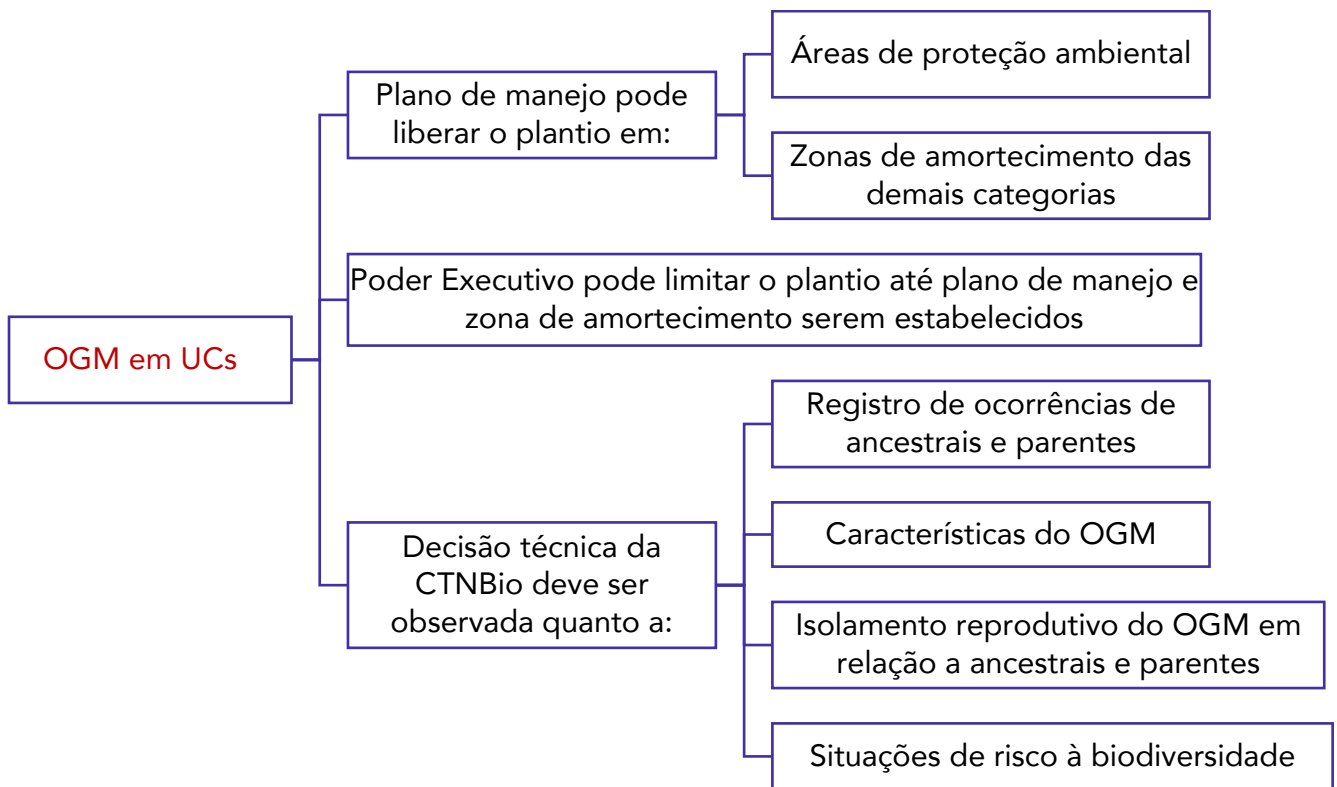 OGM em UCs
Plano de manejo pode
liberar o plantio em:
Áreas de proteção ambiental
Zonas de amortecimento das
demais categorias
Poder Executivo pode limitar o plantio até plano de manejo e
zona de amortecimento serem estabelecidos
Decisão técnica da
CTNBio deve ser
observada quanto a:
Registro de ocorrências de
ancestrais e parentes
Características do OGM
Isolamento reprodutivo do OGM em
relação a ancestrais e parentes
Situações de risco à biodiversidade